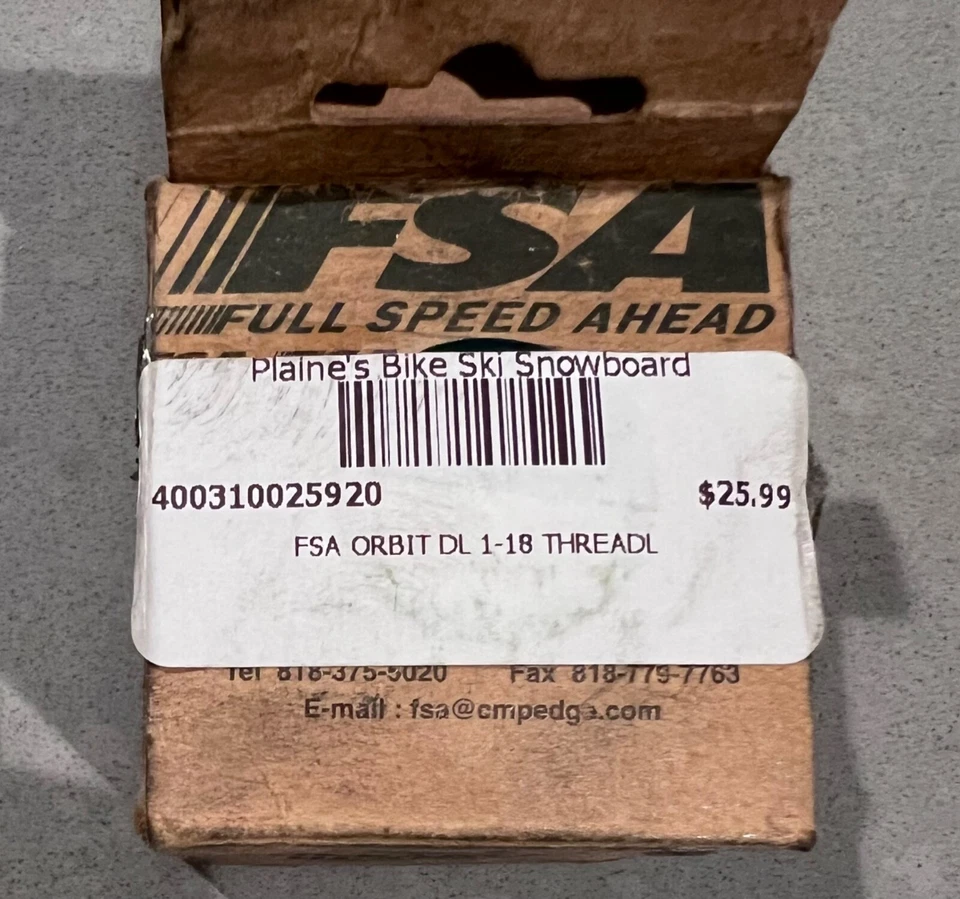 FSA
FULL SPEED AHEAD
Plaine's Bike Ski Snowboard
400310025920 $25.99
FSA ORBIT DL 1-18 THREADL
Tel 818-375-5020 Fax 818-779-7763
E-mail : fsa@cmpedge.com